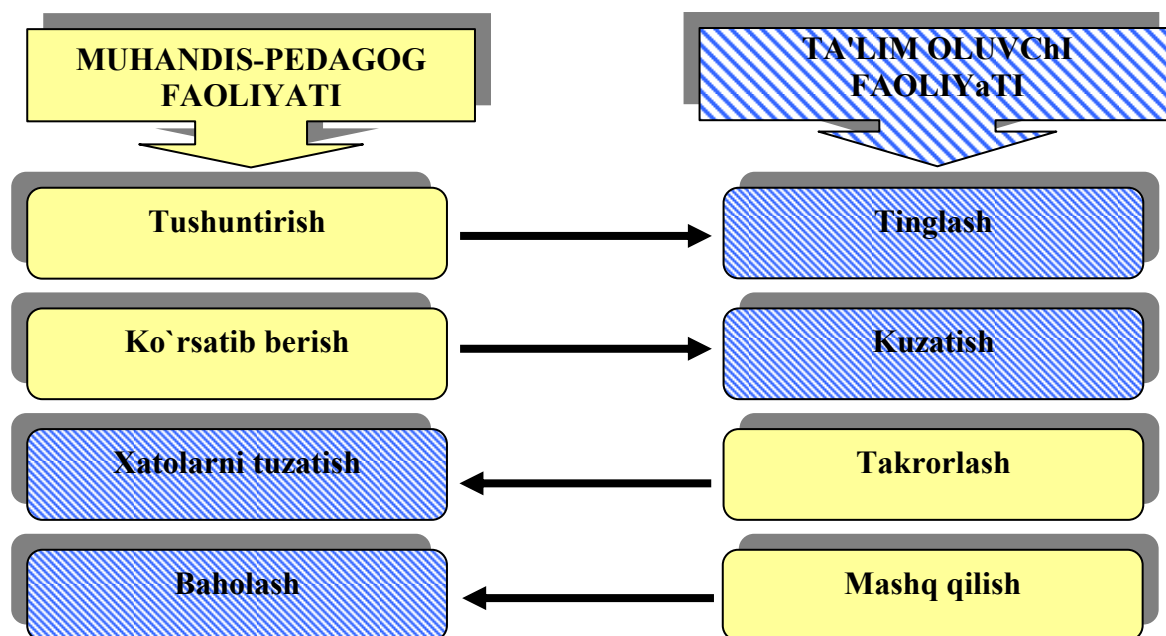 MUHANDIS-PEDAGOG
FAOLIYATI
TA'LIM OLUVChI
FAOLIYaTI
Tushuntirish
Tinglash
Ko`rsatib berish
Kuzatish
Xatolarni tuzatish
Takrorlash
Baholash
Mashq qilish